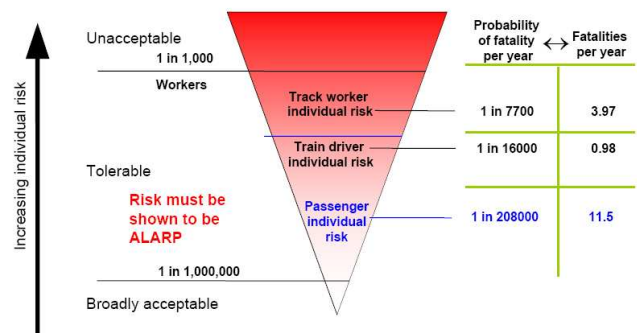 Increasing individual risk
Unacceptable
1 in 1,000
Workers
Tolerable
Risk must be
shown to be
ALARP
1 in 1,000,000
Broadly acceptable
Track worker
individual risk
Train driver
individual risk
Passenger
individual
risk
Probability
of fatality
per year
Fatalities
per year
1 in 7700 3.97
1 in 16000 0.98
1 in 208000 11.5